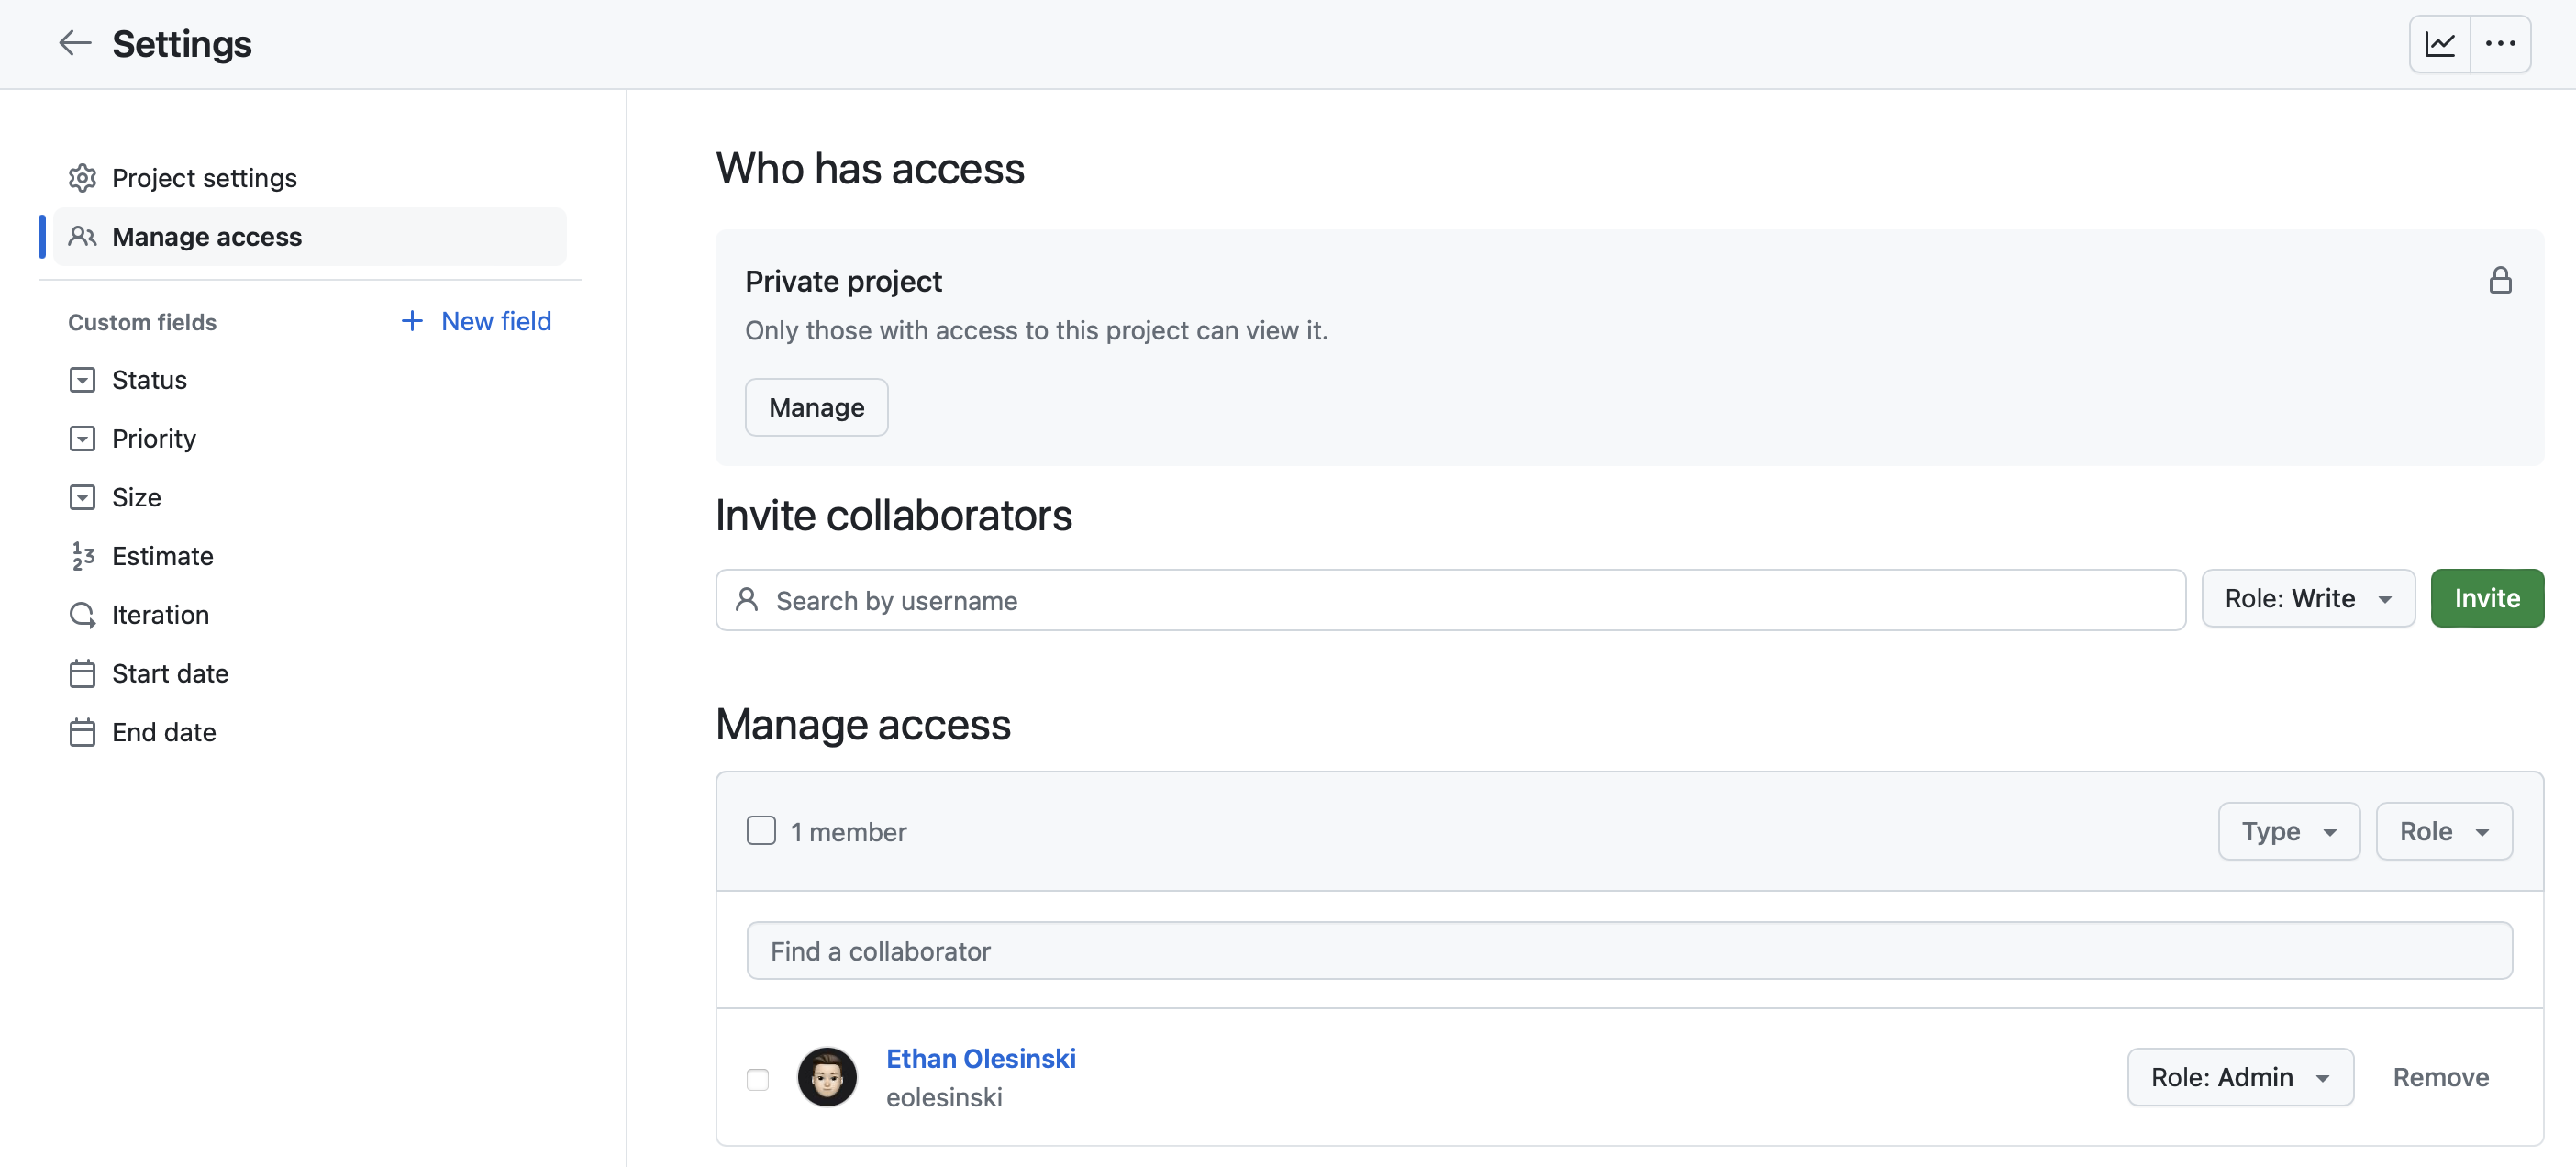 Settings
Project settings
Manage access
Custom fields
New field
Status
Priority
Size
Estimate
Iteration
Start date
End date
Who has access
Private project
Only those with access to this project can view it.
Manage
Invite collaborators
Search by username
Role: Write
Invite
Manage access
1 member
Type
Role
Find a collaborator
Ethan Olesinski
eolesinski
Role: Admin
Remove